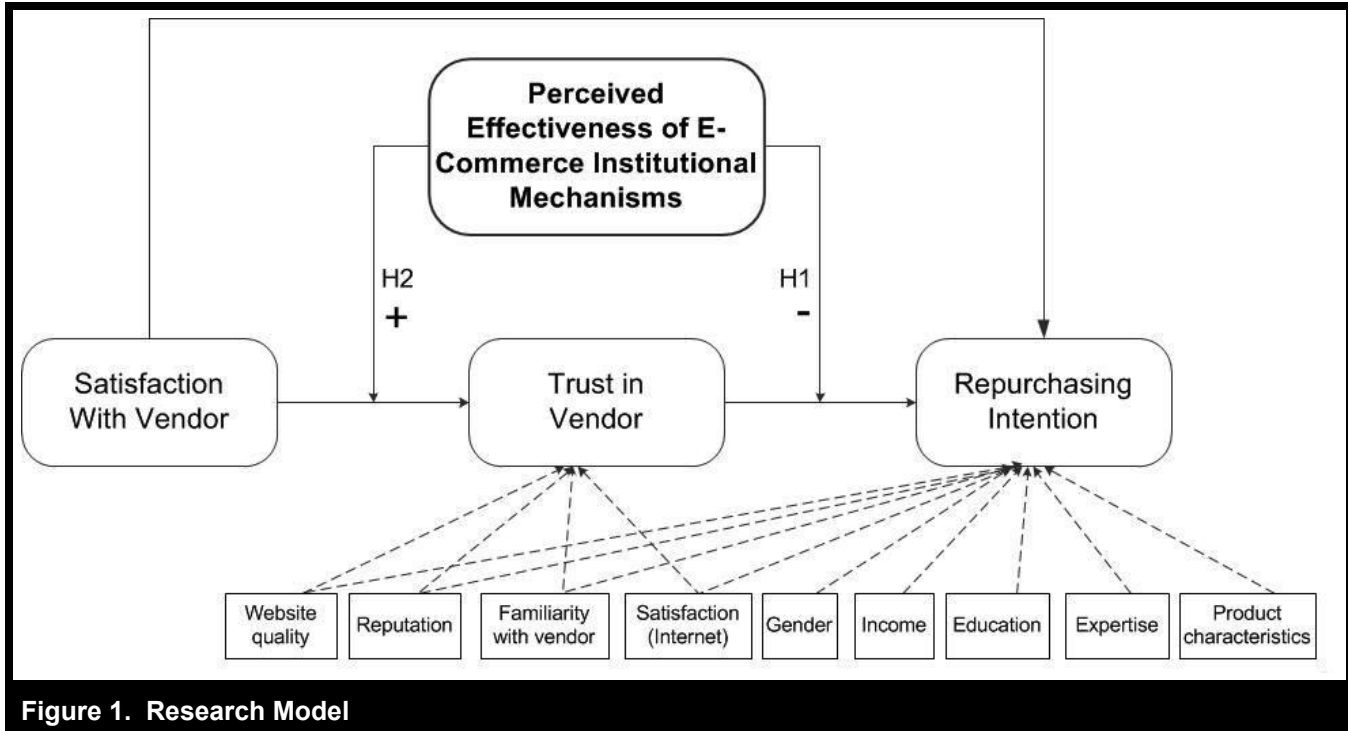 Perceived
Effectiveness of E-
Commerce Institutional
Mechanisms
H2
+
H1
-
Satisfaction
With Vendor
Trust in
Vendor
Repurchasing
Intention
Website
quality
Reputation
Familiarity
with vendor
Satisfaction
(Internet)
Gender
Income
Education
Expertise
Product
characteristics
Figure 1. Research Model